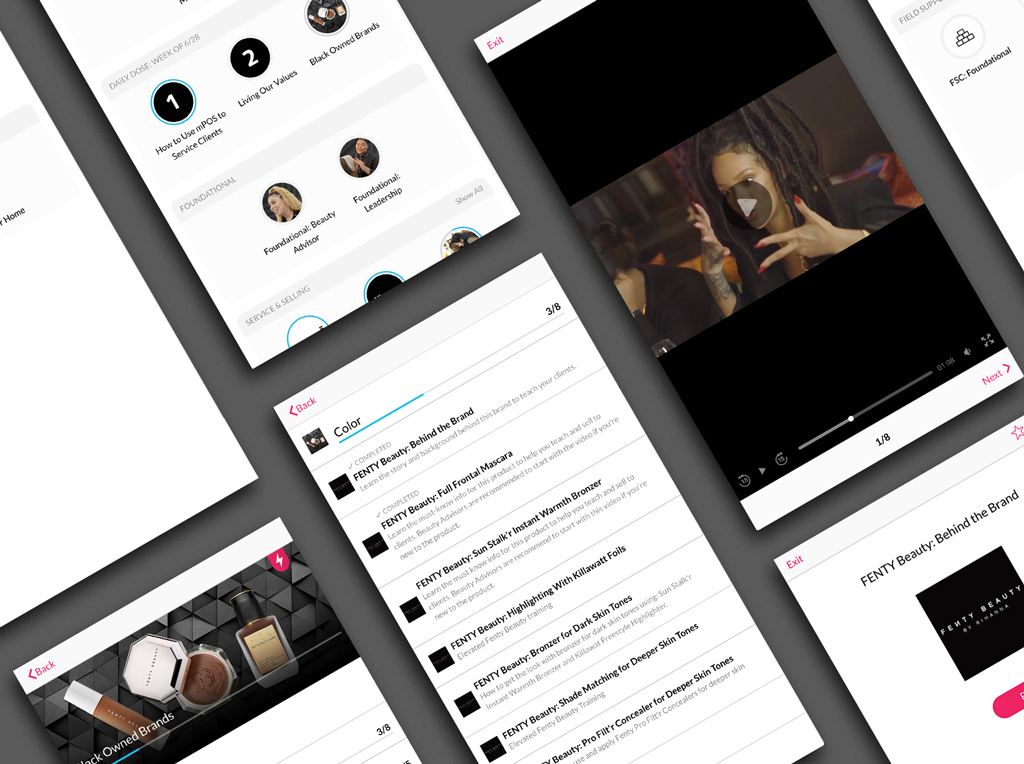 r Home
DAILY DOSE: WEEK OF 6/28
1
How to Use mPOS to
Service Clients
2
Living Our Values
Black Owned Brands
FOUNDATIONAL
Foundational: Beauty
Advisor
Foundational:
Leadership
SERVICE & SELLING
Show All
Exit
01:08
15
15
1/8
Next
FSC: Foundational
Back
3/8
Color
✓ COMPLETED
FENTY Beauty: Behind the Brand
Learn the story and background behind this brand to teach your clients.
✓ COMPLETED
FENTY Beauty: Full Frontal Mascara
Learn the must-know info for this product to help you teach and sell to
clients. Beauty Advisors are recommended to start with the video if you're
new to the product.
FENTY Beauty: Sun Stalk'r Instant Warmth Bronzer
Learn the must know info for this product to help you teach and sell to
clients. Beauty Advisors are recommend to start with this video if you're
new to the product.
FENTY Beauty: Highlighting With Killawatt Foils
Elevated Fenty Beauty training
FENTY Beauty: Bronzer for Dark Skin Tones
How to get the look with bronzer for dark skin tones using: Sun Stalk'r
Instant Warmth Bronzer and Killawat Freestyle Highlighter.
FENTY Beauty: Shade Matching for Deeper Skin Tones
Elevated Fenty Beauty Training
Beauty: Pro Filt'r Concealer for Deeper Skin Tones
use and apply Fenty Pro Filt'r Concealers for deeper skin
Back
FENTY BEAUTY
lack Owned Brands
3/8
Exit
FENTY Beauty: Behind the Brand
FENTY BEAUTY
BY RIHANNA